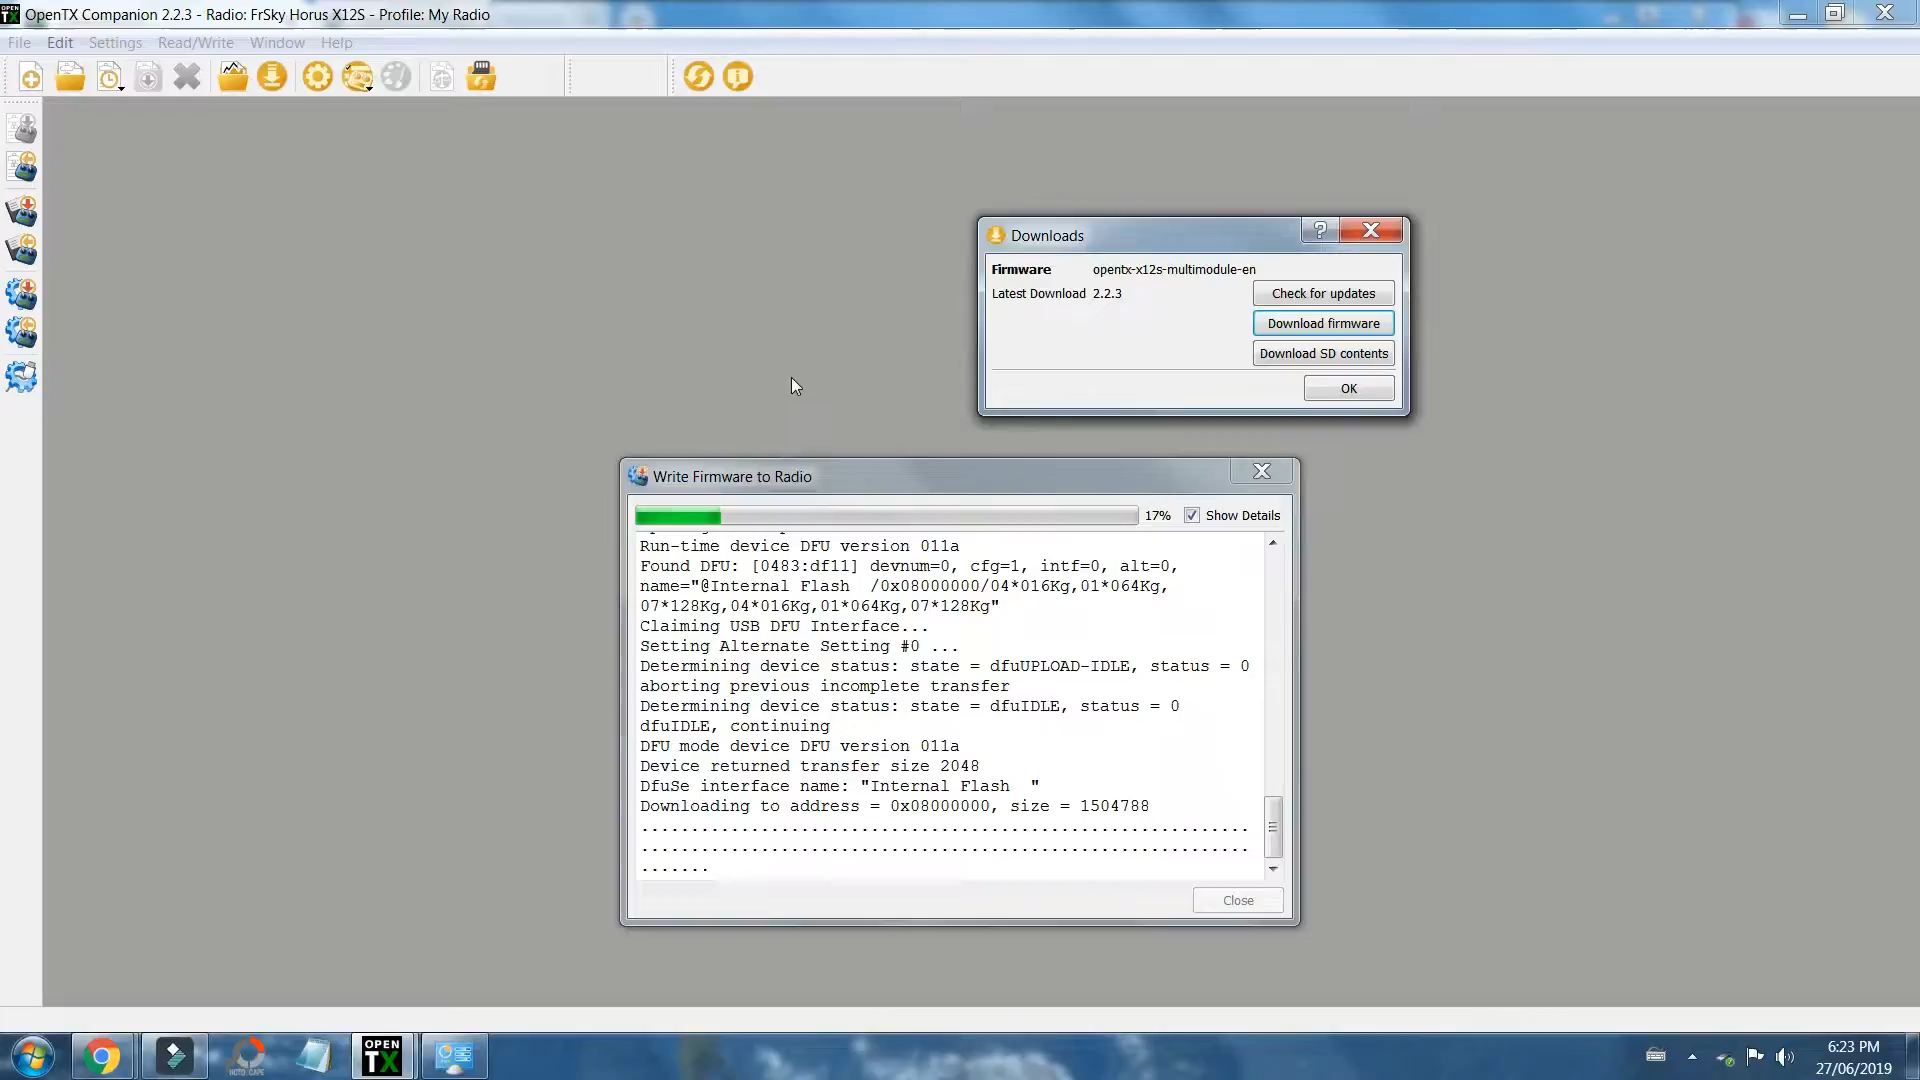 OpenTX Companion 2.2.3 - Radio: FrSky Horus X12S - Profile: My Radio
File Edit Settings Read/Write Window Help
Downloads
Firmware opentx-x12s-multimodule-en
Latest Download 2.2.3 Check for updates
Download firmware
Download SD contents
OK
Write Firmware to Radio
17% Show Details
Run-time device DFU version 011a
Found DFU: [0483:df11] devnum=0, cfg=1, intf=0, alt=0,
name="@Internal Flash  /0x08000000/04*016Kg,01*064Kg,
07*128Kg,04*016Kg,01*064Kg,07*128Kg"
Claiming USB DFU Interface...
Setting Alternate Setting #0 ...
Determining device status: state = dfuUPLOAD-IDLE, status = 0
aborting previous incomplete transfer
Determining device status: state = dfuIDLE, status = 0
dfuIDLE, continuing
DFU mode device DFU version 011a
Device returned transfer size 2048
DfuSe interface name: "Internal Flash  "
Downloading to address = 0x08000000, size = 1504788
.............................................................
.............................................................
.......
Close
OPEN
TX
6:23 PM
27/06/2019